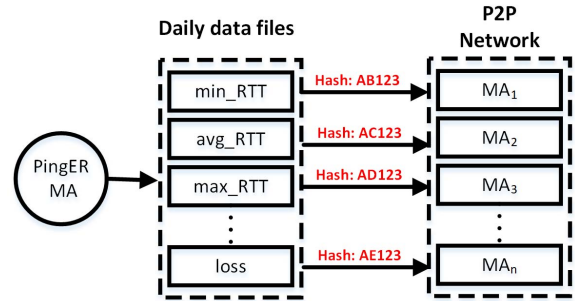 Daily data files
P2P
Network
PingER
MA
min_RTT
avg_RTT
max_RTT
loss
Hash: AB123
Hash: AC123
Hash: AD123
Hash: AE123
MA₁
MA₂
MA₃
MAₙ